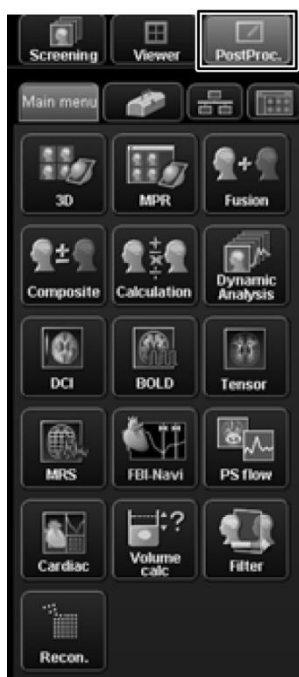 Screening Viewer PostProc.
Main menu
3D MPR Fusion
Composite Calculation Dynamic
Analysis
DCI BOLD Tensor
MRS FBI-Navi PS flow
Cardiac Volume
calc Filter
Recon.